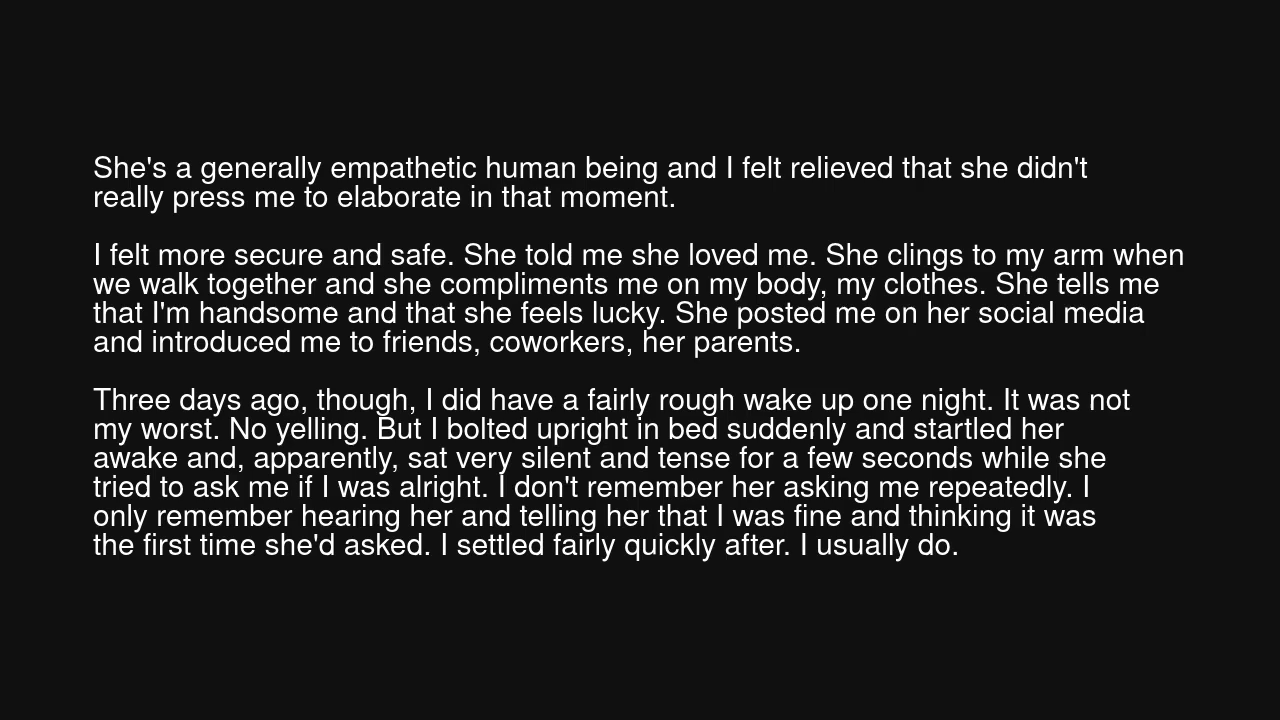 She's a generally empathetic human being and I felt relieved that she didn't
really press me to elaborate in that moment.
I felt more secure and safe. She told me she loved me. She clings to my arm when
we walk together and she compliments me on my body, my clothes. She tells me
that I'm handsome and that she feels lucky. She posted me on her social media
and introduced me to friends, coworkers, her parents.
Three days ago, though, I did have a fairly rough wake up one night. It was not
my worst. No yelling. But I bolted upright in bed suddenly and startled her
awake and, apparently, sat very silent and tense for a few seconds while she
tried to ask me if I was alright. I don't remember her asking me repeatedly. I
only remember hearing her and telling her that I was fine and thinking it was
the first time she'd asked. I settled fairly quickly after. I usually do.